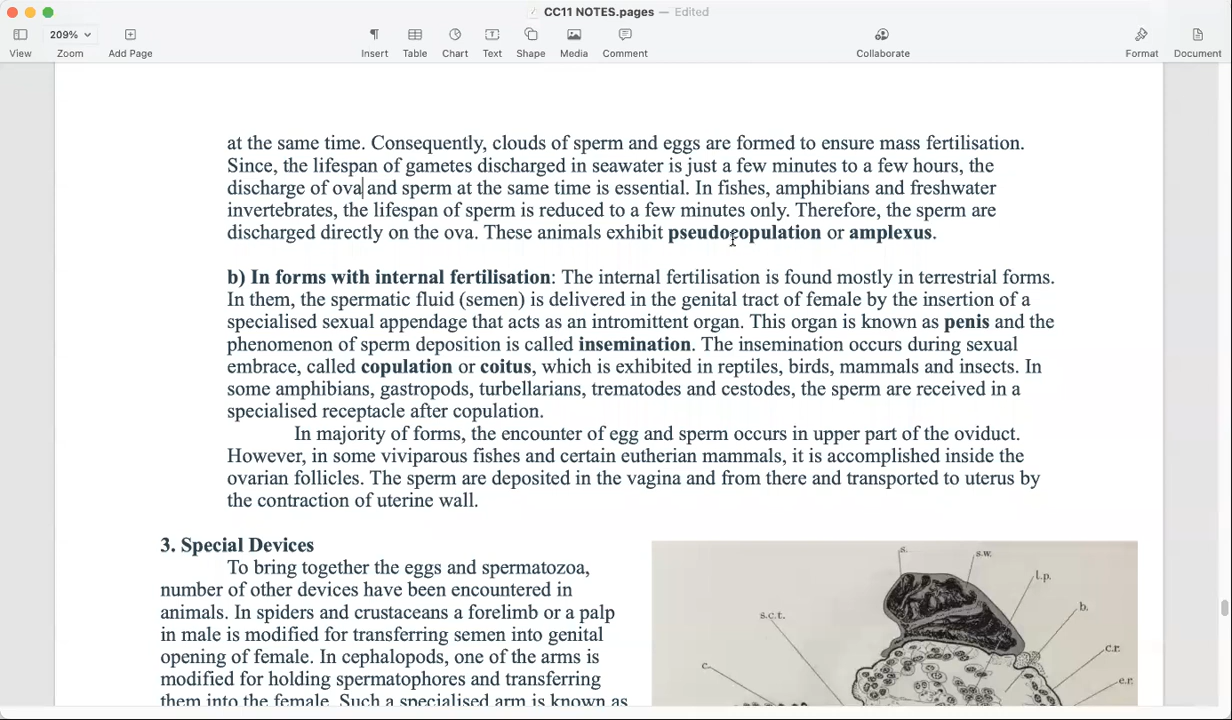 CC11 NOTES.pages — Edited
View
209%
Zoom
Add Page
Insert
Table
Chart
Text
Shape
Media
Comment
Collaborate
Format
Document
at the same time. Consequently, clouds of sperm and eggs are formed to ensure mass fertilisation.
Since, the lifespan of gametes discharged in seawater is just a few minutes to a few hours, the
discharge of ova and sperm at the same time is essential. In fishes, amphibians and freshwater
invertebrates, the lifespan of sperm is reduced to a few minutes only. Therefore, the sperm are
discharged directly on the ova. These animals exhibit pseudocopulation or amplexus.
b) In forms with internal fertilisation: The internal fertilisation is found mostly in terrestrial forms.
In them, the spermatic fluid (semen) is delivered in the genital tract of female by the insertion of a
specialised sexual appendage that acts as an intromittent organ. This organ is known as penis and the
phenomenon of sperm deposition is called insemination. The insemination occurs during sexual
embrace, called copulation or coitus, which is exhibited in reptiles, birds, mammals and insects. In
some amphibians, gastropods, turbellarians, trematodes and cestodes, the sperm are received in a
specialised receptacle after copulation.
In majority of forms, the encounter of egg and sperm occurs in upper part of the oviduct.
However, in some viviparous fishes and certain eutherian mammals, it is accomplished inside the
ovarian follicles. The sperm are deposited in the vagina and from there and transported to uterus by
the contraction of uterine wall.
3. Special Devices
To bring together the eggs and spermatozoa,
number of other devices have been encountered in
animals. In spiders and crustaceans a forelimb or a palp
in male is modified for transferring semen into genital
opening of female. In cephalopods, one of the arms is
modified for holding spermatophores and transferring
them into the female. Such a specialised arm is known as
s.
s.w.
l.p.
b.
s.c.t.
c.r.
c.
e.r.